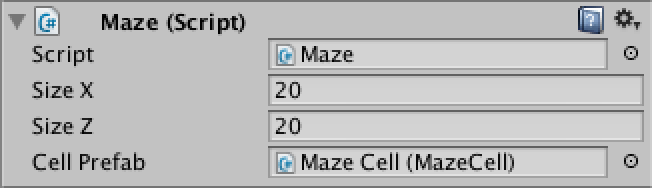 Maze (Script)
Script Maze
Size X 20
Size Z 20
Cell Prefab Maze Cell (MazeCell)